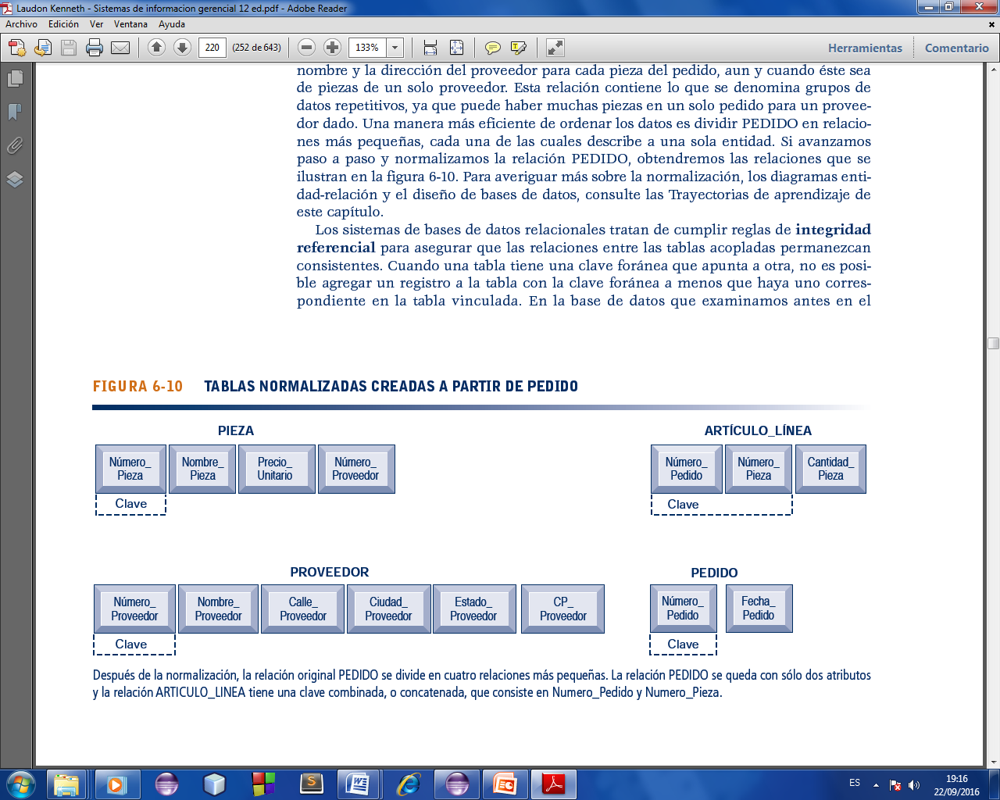 Laudon Kenneth - Sistemas de informacion gerencial 12 ed.pdf - Adobe Reader
Archivo Edición Ver Ventana Ayuda
220 (252 de 643) 133% Herramientas Comentario
nombre y la dirección del proveedor para cada pieza del pedido, aun y cuando éste sea
de piezas de un solo proveedor. Esta relación contiene lo que se denomina grupos de
datos repetitivos, ya que puede haber muchas piezas en un solo pedido para un provee-
dor dado. Una manera más eficiente de ordenar los datos es dividir PEDIDO en relacio-
nes más pequeñas, cada una de las cuales describe a una sola entidad. Si avanzamos
paso a paso y normalizamos la relación PEDIDO, obtendremos las relaciones que se
ilustran en la figura 6-10. Para averiguar más sobre la normalización, los diagramas enti-
dad-relación y el diseño de bases de datos, consulte las Trayectorias de aprendizaje de
este capítulo.
Los sistemas de bases de datos relacionales tratan de cumplir reglas de integridad
referencial para asegurar que las relaciones entre las tablas acopladas permanezcan
consistentes. Cuando una tabla tiene una clave foránea que apunta a otra, no es posi-
ble agregar un registro a la tabla con la clave foránea a menos que haya uno corres-
pondiente en la tabla vinculada. En la base de datos que examinamos antes en el
FIGURA 6-10 TABLAS NORMALIZADAS CREADAS A PARTIR DE PEDIDO
PIEZA
Número_
Pieza
Nombre_
Pieza
Precio_
Unitario
Número_
Proveedor
Clave
ARTÍCULO_LÍNEA
Número_
Pedido
Número_
Pieza
Cantidad_
Pieza
Clave
PROVEEDOR
Número_
Proveedor
Nombre_
Proveedor
Calle_
Proveedor
Ciudad_
Proveedor
Estado_
Proveedor
CP_
Proveedor
Clave
PEDIDO
Número_
Pedido
Fecha_
Pedido
Clave
Después de la normalización, la relación original PEDIDO se divide en cuatro relaciones más pequeñas. La relación PEDIDO se queda con sólo dos atributos
y la relación ARTICULO_LINEA tiene una clave combinada, o concatenada, que consiste en Numero_Pedido y Numero_Pieza.
ES
19:16
22/09/2016